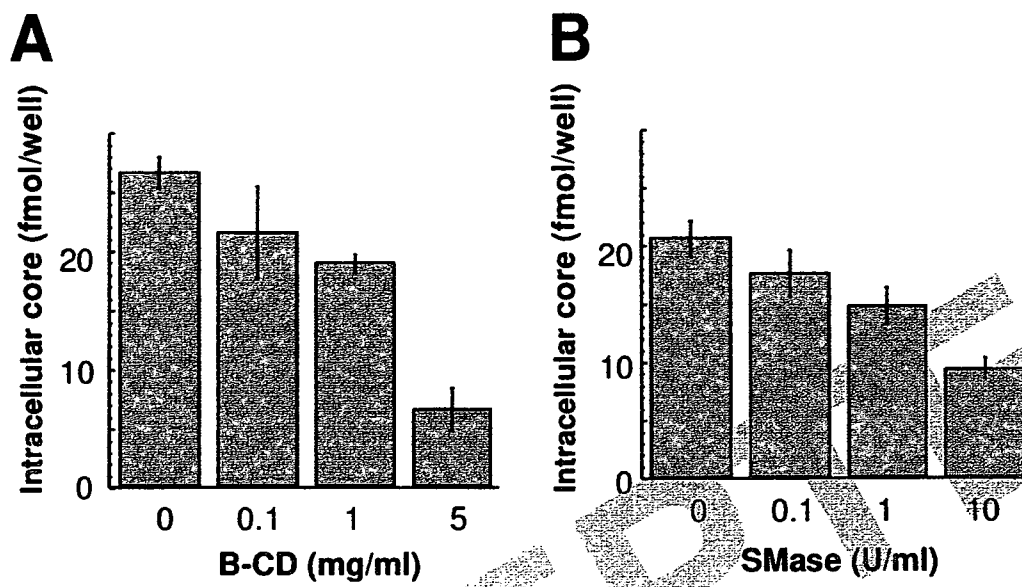 A
Intracellular core (fmol/well)
20
10
0
0 0.1 1 5
B-CD (mg/ml)
B
Intracellular core (fmol/well)
20
10
0
0 0.1 1 10
SMase (U/ml)